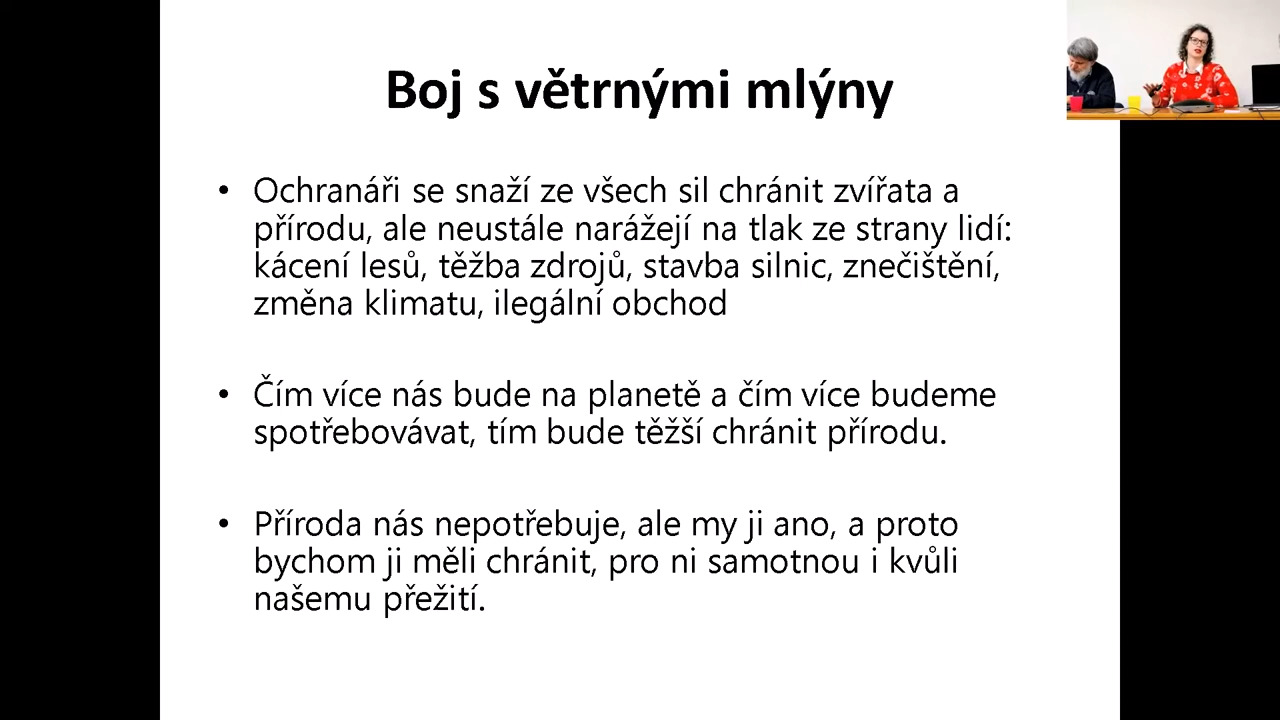 Boj s větrnými mlýny
• Ochranáři se snaží ze všech sil chránit zvířata a
přírodu, ale neustále narážejí na tlak ze strany lidí:
kácení lesů, těžba zdrojů, stavba silnic, znečištění,
změna klimatu, ilegální obchod
• Čím více nás bude na planetě a čím více budeme
spotřebovávat, tím bude těžší chránit přírodu.
• Příroda nás nepotřebuje, ale my ji ano, a proto
bychom ji měli chránit, pro ni samotnou i kvůli
našemu přežití.